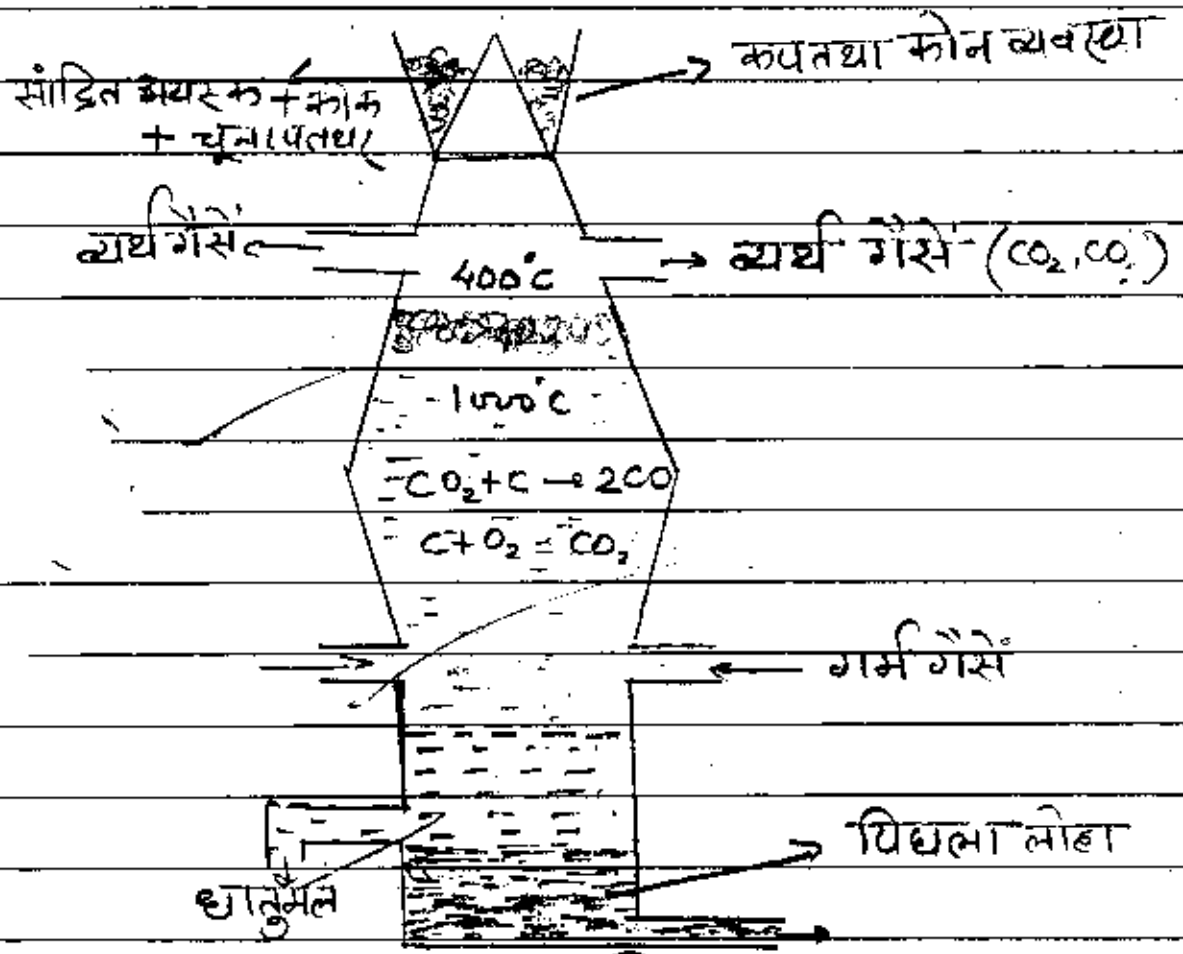 कप तथा कोन व्यवस्था
सांद्रित अयस्क + कोक
+ चूना पत्थर
व्यर्थ गैसें
व्यर्थ गैसें (CO₂, CO)
400°C
1000°C
CO₂ + C → 2CO
C + O₂ = CO₂
गर्म गैसें
पिघला लोहा
धातुमल